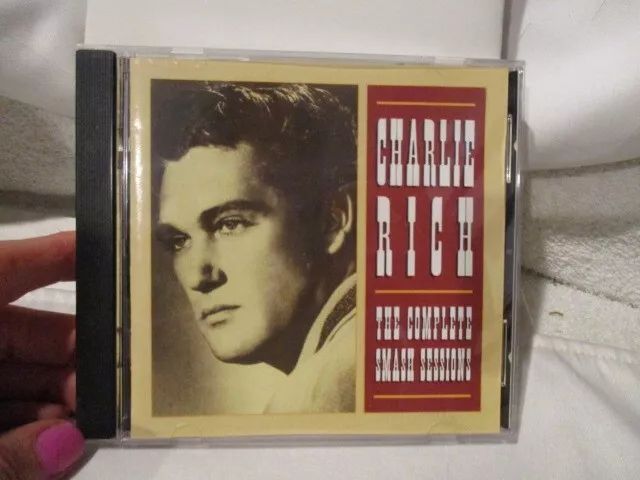 CHARLIE
RICH
THE COMPLETE
SMASH SESSIONS